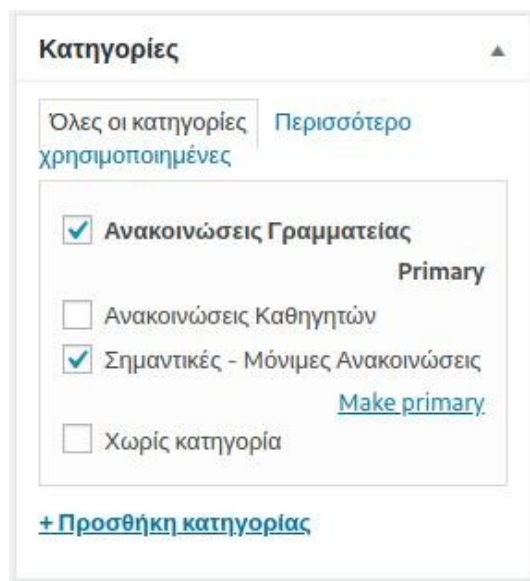 Κατηγορίες
Όλες οι κατηγορίες Περισσότερο
χρησιμοποιημένες
Ανακοινώσεις Γραμματείας
Primary
Ανακοινώσεις Καθηγητών
Σημαντικές - Μόνιμες Ανακοινώσεις
Make primary
Χωρίς κατηγορία
+ Προσθήκη κατηγορίας